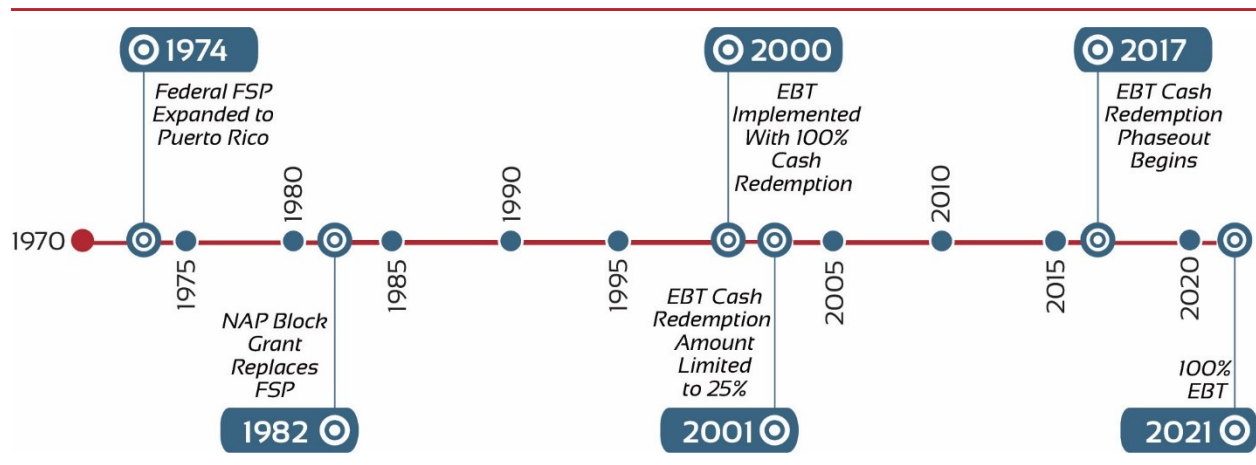 1974
Federal FSP
Expanded to
Puerto Rico
2000
EBT
Implemented
With 100%
Cash
Redemption
2017
EBT Cash
Redemption
Phaseout
Begins
1970
1975
1980
1985
1990
1995
2005
2010
2015
2020
NAP Block
Grant
Replaces
FSP
1982
EBT Cash
Redemption
Amount
Limited
to 25%
2001
100%
EBT
2021